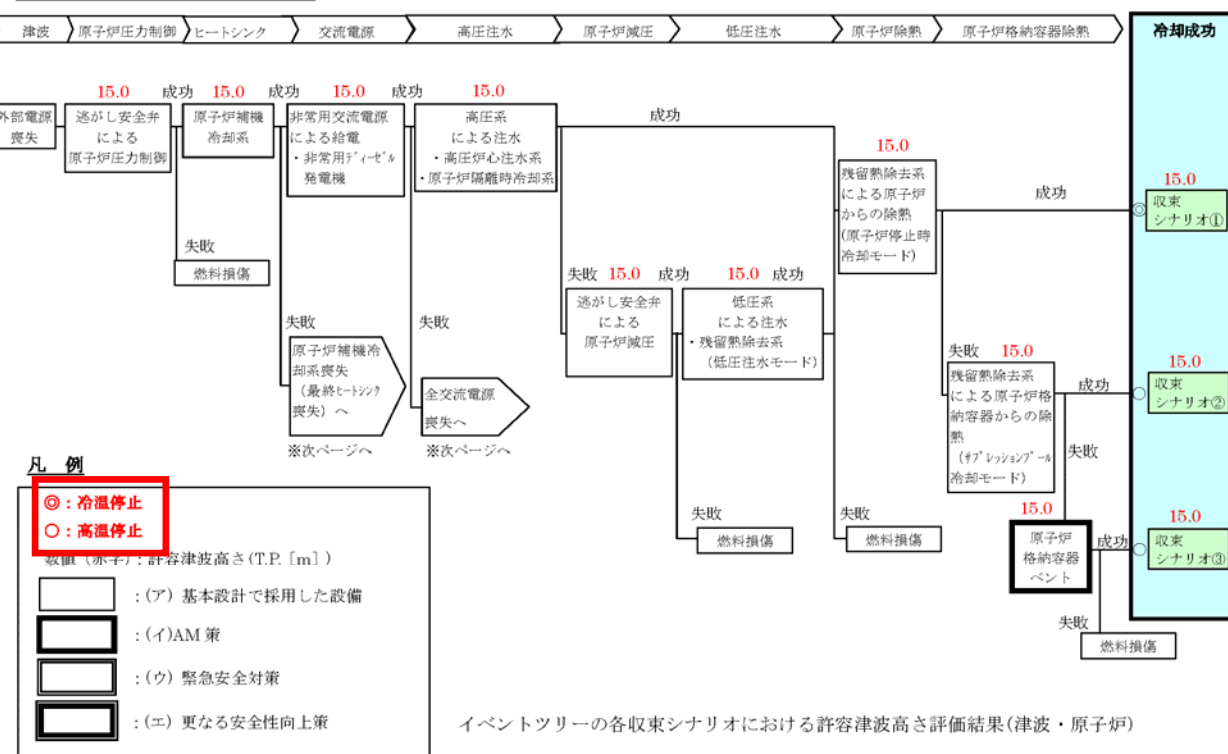 津波
原子炉圧力制御
ヒートシンク
交流電源
高圧注水
原子炉減圧
低圧注水
原子炉除熱
原子炉格納容器除熱
冷却成功
外部電源
喪失
15.0
成功
逃がし安全弁
による
原子炉圧力制御
失敗
燃料損傷
15.0
成功
原子炉補機
冷却系
失敗
原子炉補機冷
却系喪失
(最終ヒートシンク
喪失)へ
※次ページへ
15.0
成功
非常用交流電源
による給電
・非常用ディーゼル
発電機
失敗
全交流電源
喪失へ
※次ページへ
15.0
高圧系
による注水
・高圧炉心注水系
・原子炉隔離時冷却系
成功
失敗
15.0
成功
逃がし安全弁
による
原子炉減圧
失敗
燃料損傷
15.0
成功
低圧系
による注水
・残留熱除去系
(低圧注水モード)
失敗
燃料損傷
15.0
残留熱除去系
による原子炉
からの除熱
(原子炉停止時
冷却モード)
成功
◎
15.0
収束
シナリオ①
失敗
15.0
残留熱除去系
による原子炉格
納容器からの除
熱
(サプレッションプール
冷却モード)
成功
○
15.0
収束
シナリオ②
失敗
15.0
原子炉
格納容器
ベント
成功
○
15.0
収束
シナリオ③
失敗
燃料損傷
凡 例
◎:冷温停止
○:高温停止
数値(赤字):許容津波高さ(T.P.[m])
:(ア) 基本設計で採用した設備
:(イ)AM 策
:(ウ) 緊急安全対策
:(エ) 更なる安全性向上策
イベントツリーの各収束シナリオにおける許容津波高さ評価結果(津波・原子炉)